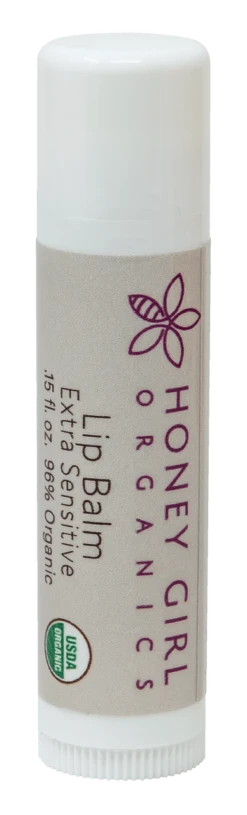 HONEY GIRL
ORGANICS
Lip Balm
Extra Sensitive
.15 fl. oz. 96% Organic
USDA
ORGANIC